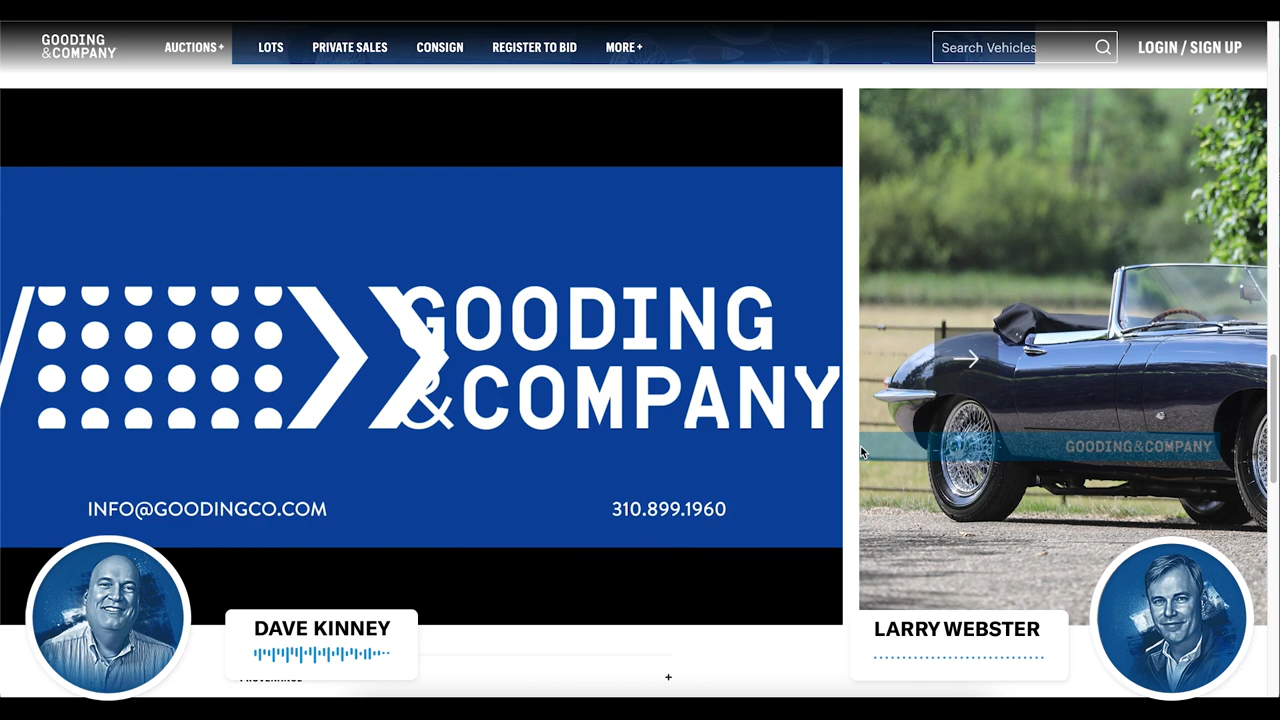 GOODING
&COMPANY
AUCTIONS +
LOTS
PRIVATE SALES
CONSIGN
REGISTER TO BID
MORE +
Search Vehicles
LOGIN / SIGN UP
GOODING
&COMPANY
INFO@GOODINGCO.COM
310.899.1960
GOODING&COMPANY
DAVE KINNEY
LARRY WEBSTER
PROVENANCE
+